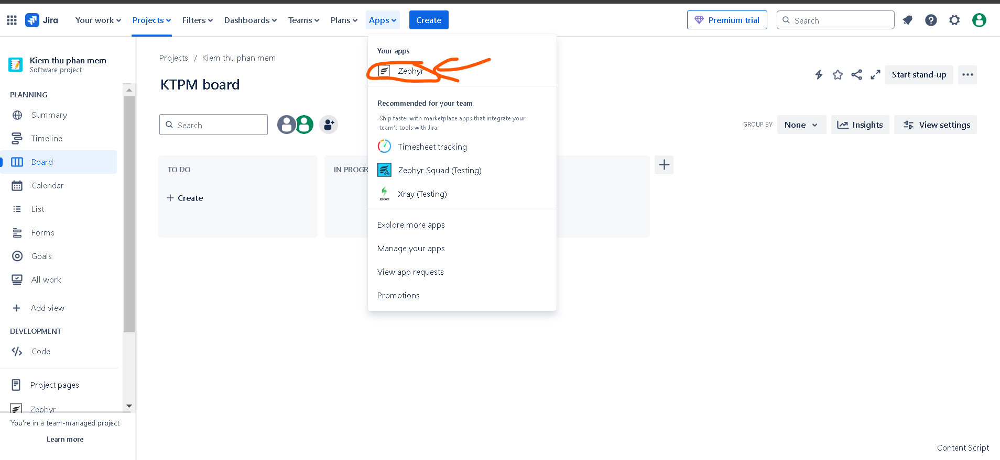 Jira Your work Projects Filters Dashboards Teams Plans Apps Create Premium trial Search
Kiem thu phan mem
Software project
PLANNING
Summary
Timeline
Board
Calendar
List
Forms
Goals
All work
Add view
DEVELOPMENT
Code
Project pages
Zephyr
You're in a team-managed project
Learn more
Projects / Kiem thu phan mem
KTPM board
Start stand-up
Search
GROUP BY None Insights View settings
TO DO
Create
IN PROGR
Your apps
Zephyr
Recommended for your team
Ship faster with marketplace apps that integrate your
team's tools with Jira.
Timesheet tracking
Zephyr Squad (Testing)
XRAY Xray (Testing)
Explore more apps
Manage your apps
View app requests
Promotions
Content Script